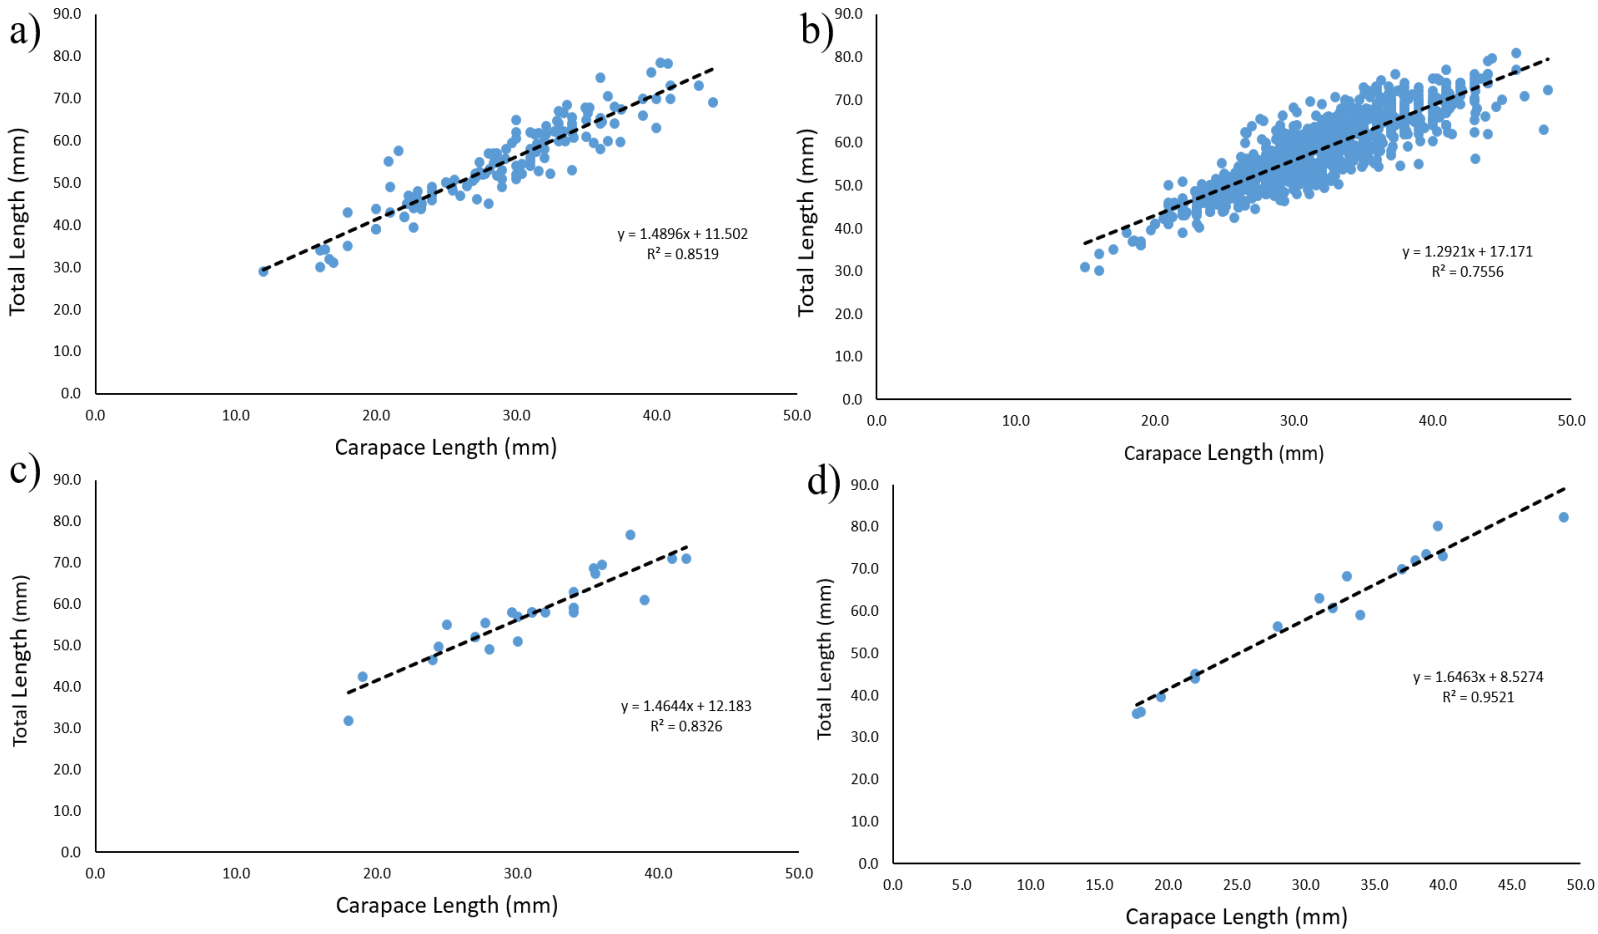 a)
90.0
80.0
70.0
60.0
50.0
40.0
30.0
20.0
10.0
0.0
Total Length (mm)
y = 1.4896x + 11.502
R² = 0.8519
0.0 10.0 20.0 30.0 40.0 50.0
Carapace Length (mm)
b)
90.0
80.0
70.0
60.0
50.0
40.0
30.0
20.0
10.0
0.0
Total Length (mm)
y = 1.2921x + 17.171
R² = 0.7556
0.0 10.0 20.0 30.0 40.0 50.0
Carapace Length (mm)
c)
90.0
80.0
70.0
60.0
50.0
40.0
30.0
20.0
10.0
0.0
Total Length (mm)
y = 1.4644x + 12.183
R² = 0.8326
0.0 10.0 20.0 30.0 40.0 50.0
Carapace Length (mm)
d)
90.0
80.0
70.0
60.0
50.0
40.0
30.0
20.0
10.0
0.0
Total Length (mm)
y = 1.6463x + 8.5274
R² = 0.9521
0.0 5.0 10.0 15.0 20.0 25.0 30.0 35.0 40.0 45.0 50.0
Carapace Length (mm)